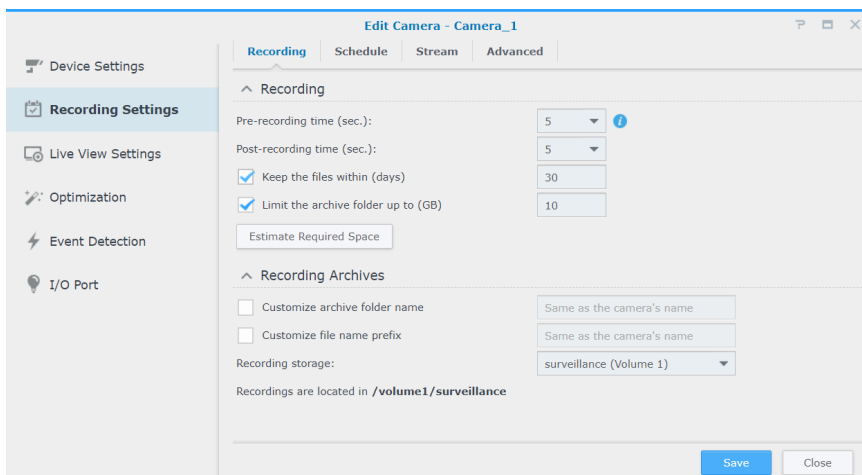 Edit Camera - Camera_1
Device Settings
Recording Settings
Live View Settings
Optimization
Event Detection
I/O Port
Recording Schedule Stream Advanced
Recording
Pre-recording time (sec.): 5
Post-recording time (sec.): 5
Keep the files within (days) 30
Limit the archive folder up to (GB) 10
Estimate Required Space
Recording Archives
Customize archive folder name Same as the camera's name
Customize file name prefix Same as the camera's name
Recording storage: surveillance (Volume 1)
Recordings are located in /volume1/surveillance
Save Close